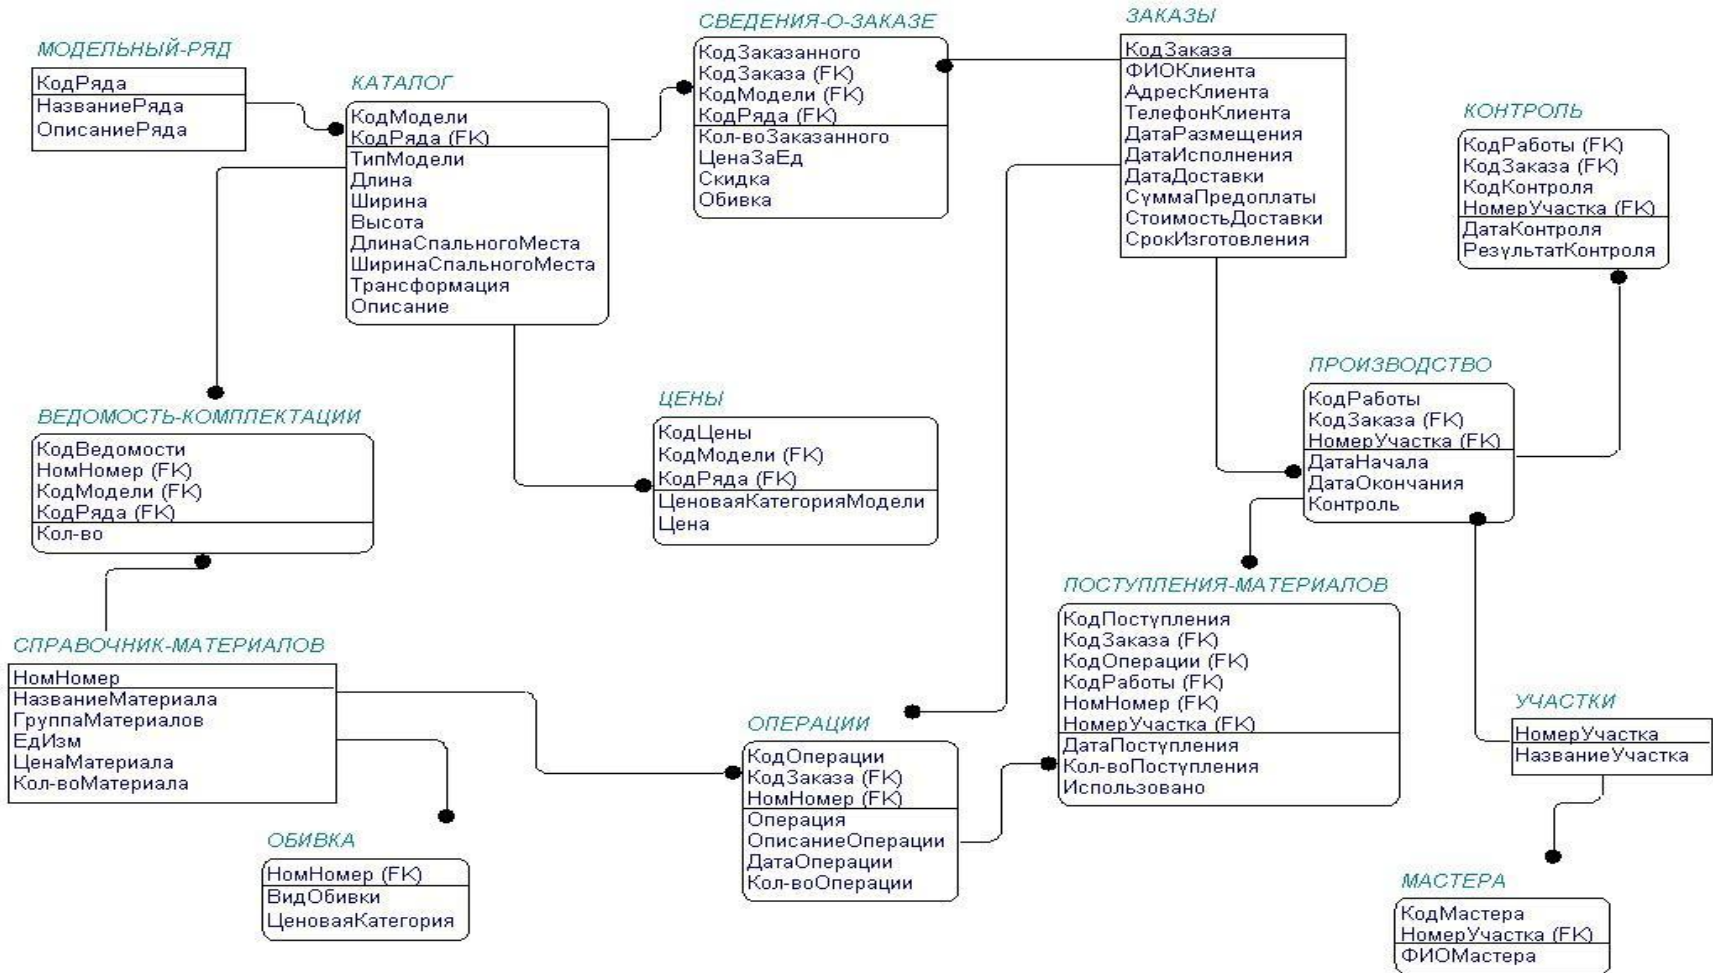 МОДЕЛЬНЫЙ-РЯД
КодРяда
НазваниеРяда
ОписаниеРяда
КАТАЛОГ
КодМодели
КодРяда (FK)
ТипМодели
Длина
Ширина
Высота
ДлинаСпальногоМеста
ШиринаСпальногоМеста
Трансформация
Описание
СВЕДЕНИЯ-О-ЗАКАЗЕ
КодЗаказанного
КодЗаказа (FK)
КодМодели (FK)
КодРяда (FK)
Кол-воЗаказанного
ЦенаЗаЕд
Скидка
Обивка
ЗАКАЗЫ
КодЗаказа
ФИОКлиента
АдресКлиента
ТелефонКлиента
ДатаРазмещения
ДатаИсполнения
ДатаДоставки
СуммаПредоплаты
СтоимостьДоставки
СрокИзготовления
КОНТРОЛЬ
КодРаботы (FK)
КодЗаказа (FK)
КодКонтроля
НомерУчастка (FK)
ДатаКонтроля
РезультатКонтроля
ВЕДОМОСТЬ-КОМПЛЕКТАЦИИ
КодВедомости
НомНомер (FK)
КодМодели (FK)
КодРяда (FK)
Кол-во
ЦЕНЫ
КодЦены
КодМодели (FK)
КодРяда (FK)
ЦеноваяКатегорияМодели
Цена
ПРОИЗВОДСТВО
КодРаботы
КодЗаказа (FK)
НомерУчастка (FK)
ДатаНачала
ДатаОкончания
Контроль
СПРАВОЧНИК-МАТЕРИАЛОВ
НомНомер
НазваниеМатериала
ГруппаМатериалов
ЕдИзм
ЦенаМатериала
Кол-воМатериала
ОБИВКА
НомНомер (FK)
ВидОбивки
ЦеноваяКатегория
ОПЕРАЦИИ
КодОперации
КодЗаказа (FK)
НомНомер (FK)
Операция
ОписаниеОперации
ДатаОперации
Кол-воОперации
ПОСТУПЛЕНИЯ-МАТЕРИАЛОВ
КодПоступления
КодЗаказа (FK)
КодОперации (FK)
КодРаботы (FK)
НомНомер (FK)
НомерУчастка (FK)
ДатаПоступления
Кол-воПоступления
Использовано
УЧАСТКИ
НомерУчастка
НазваниеУчастка
МАСТЕРА
КодМастера
НомерУчастка (FK)
ФИОМастера